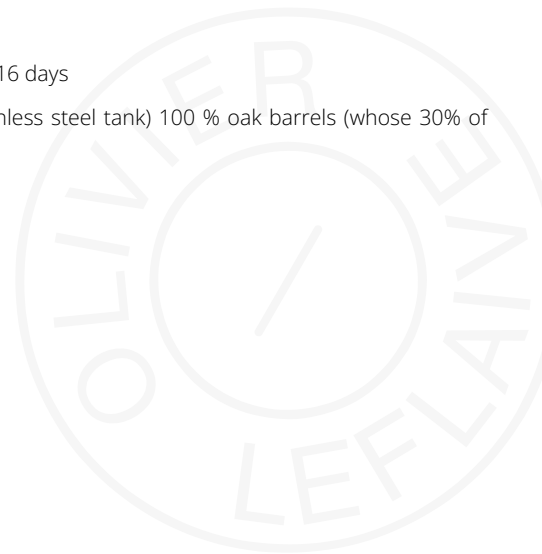 16 days
nless steel tank) 100 % oak barrels (whose 30% of
OLIVIER LEFLAIVE